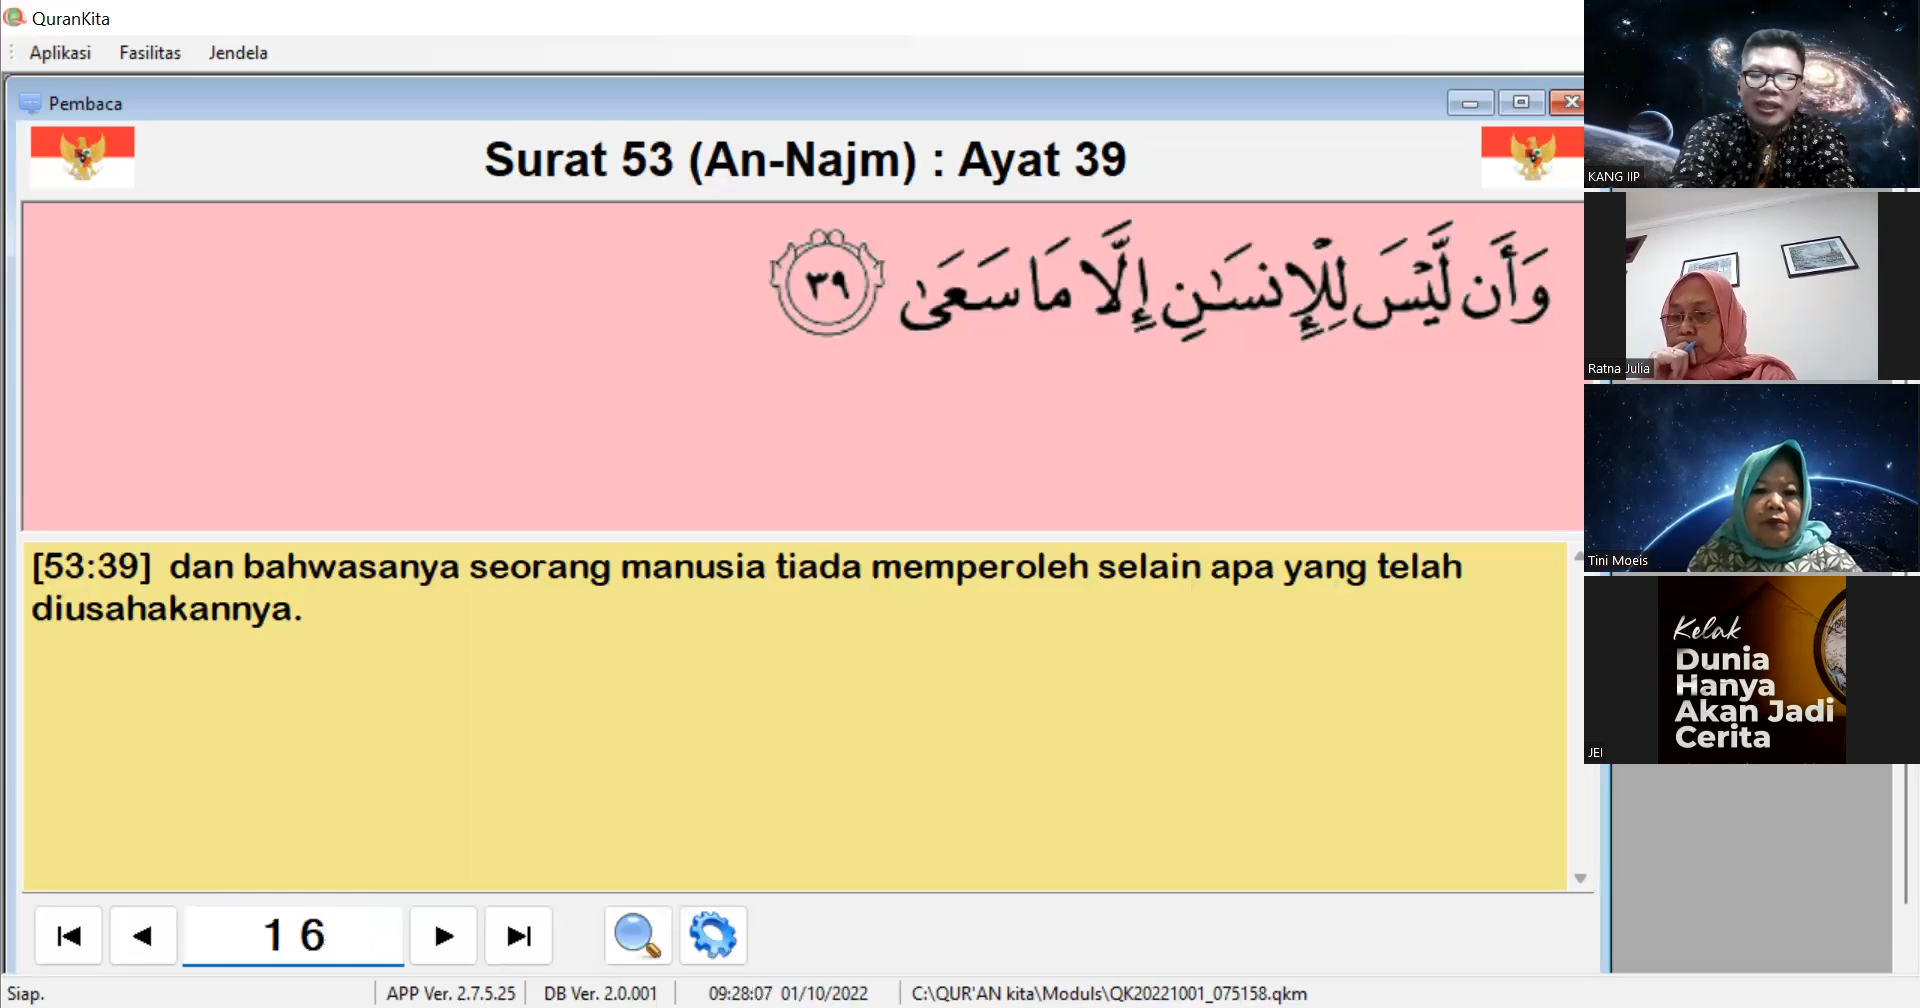 QuranKita
Aplikasi Fasilitas Jendela
Pembaca
Surat 53 (An-Najm) : Ayat 39
وَأَن لَّيْسَ لِلْإِنسَـٰنِ إِلَّا مَا سَعَىٰ ٣٩
[53:39] dan bahwasanya seorang manusia tiada memperoleh selain apa yang telah
diusahakannya.
1 6
Siap. APP Ver. 2.7.5.25 DB Ver. 2.0.001 09:28:07 01/10/2022 C:\QUR'AN kita\Moduls\QK20221001_075158.qkm
KANG IIP
Ratna Julia
Tini Moeis
Kelak
Dunia
Hanya
Akan Jadi
Cerita
JEI